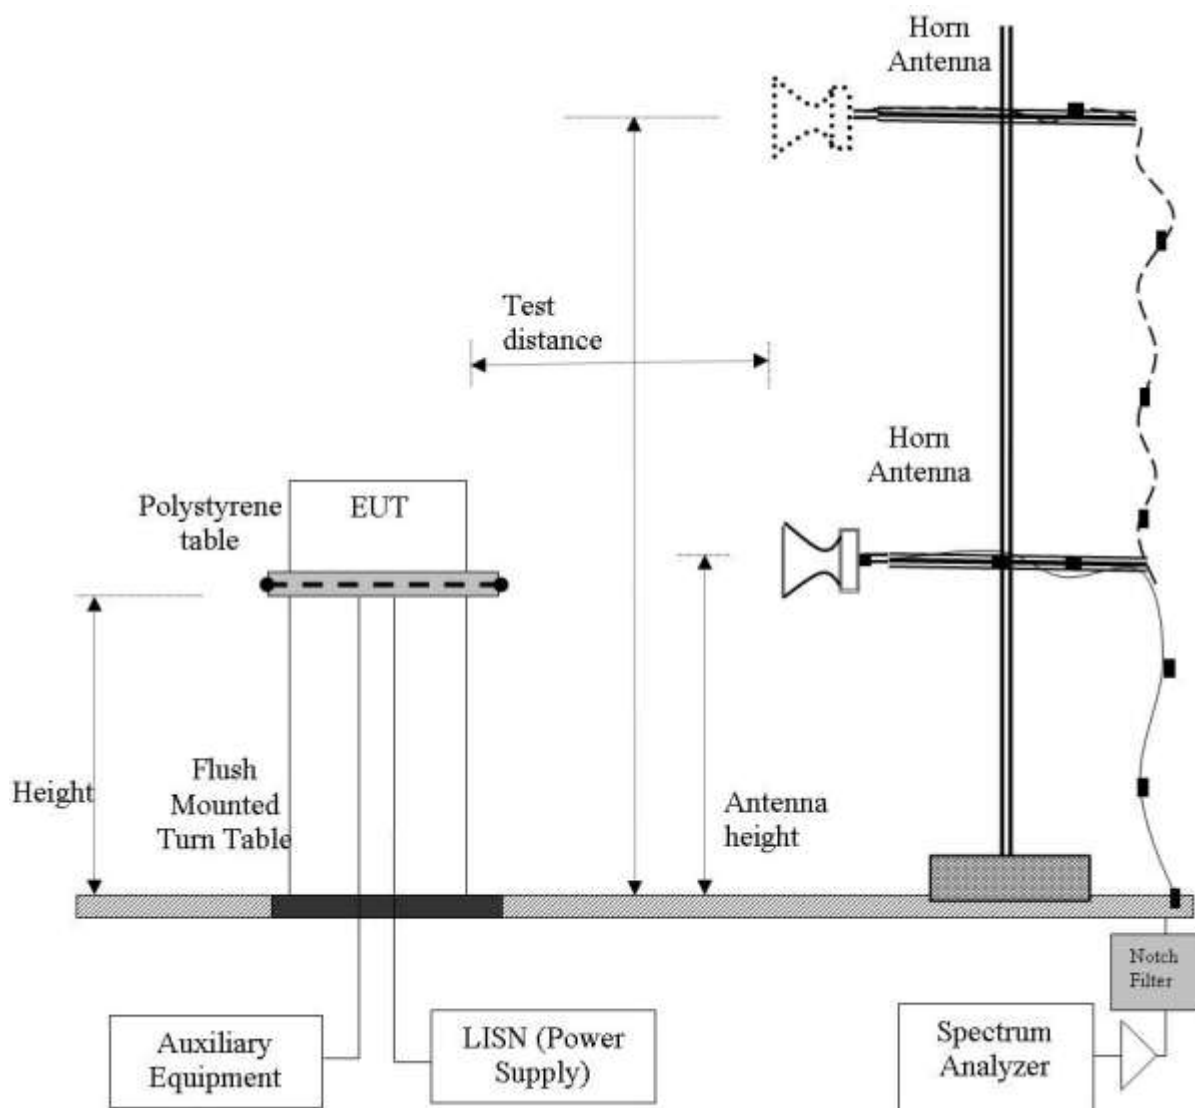 Horn
Antenna
Test
distance
Horn
Antenna
Polystyrene
table
EUT
Height
Flush
Mounted
Turn Table
Antenna
height
Notch
Filter
Auxiliary
Equipment
LISN (Power
Supply)
Spectrum
Analyzer